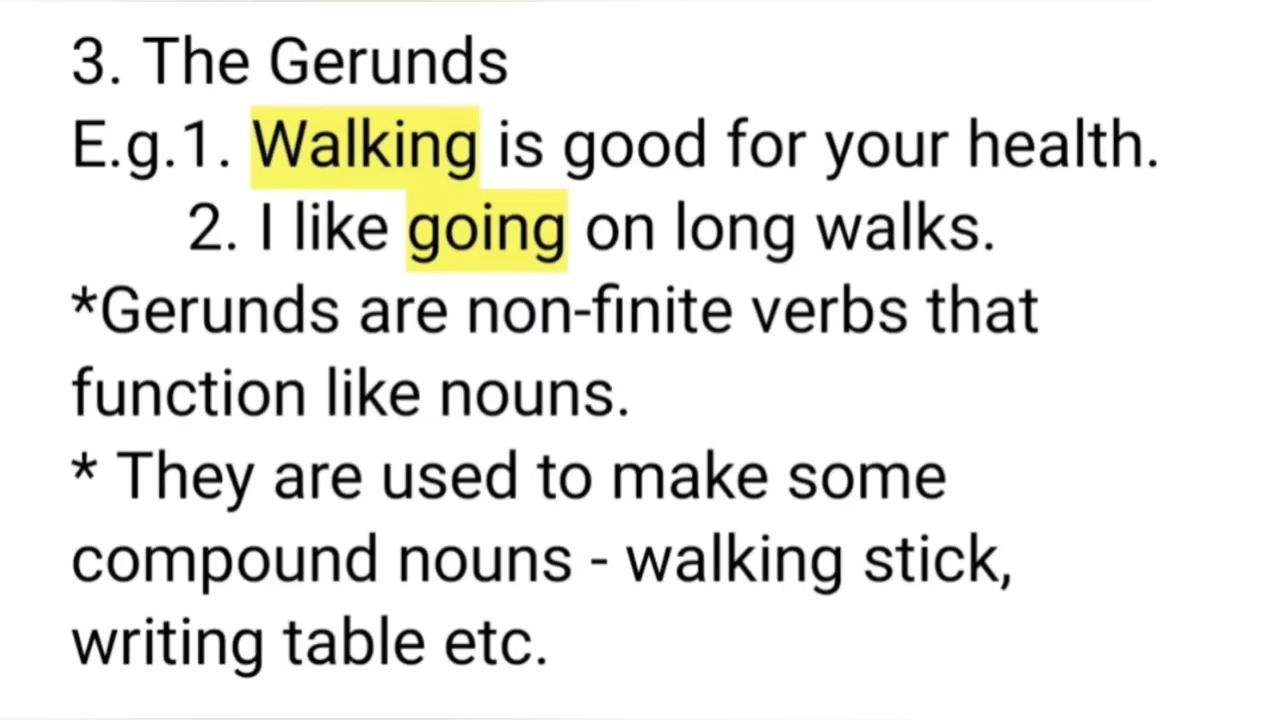 3. The Gerunds
E.g.1. Walking is good for your health.
2. I like going on long walks.
*Gerunds are non-finite verbs that
function like nouns.
* They are used to make some
compound nouns - walking stick,
writing table etc.